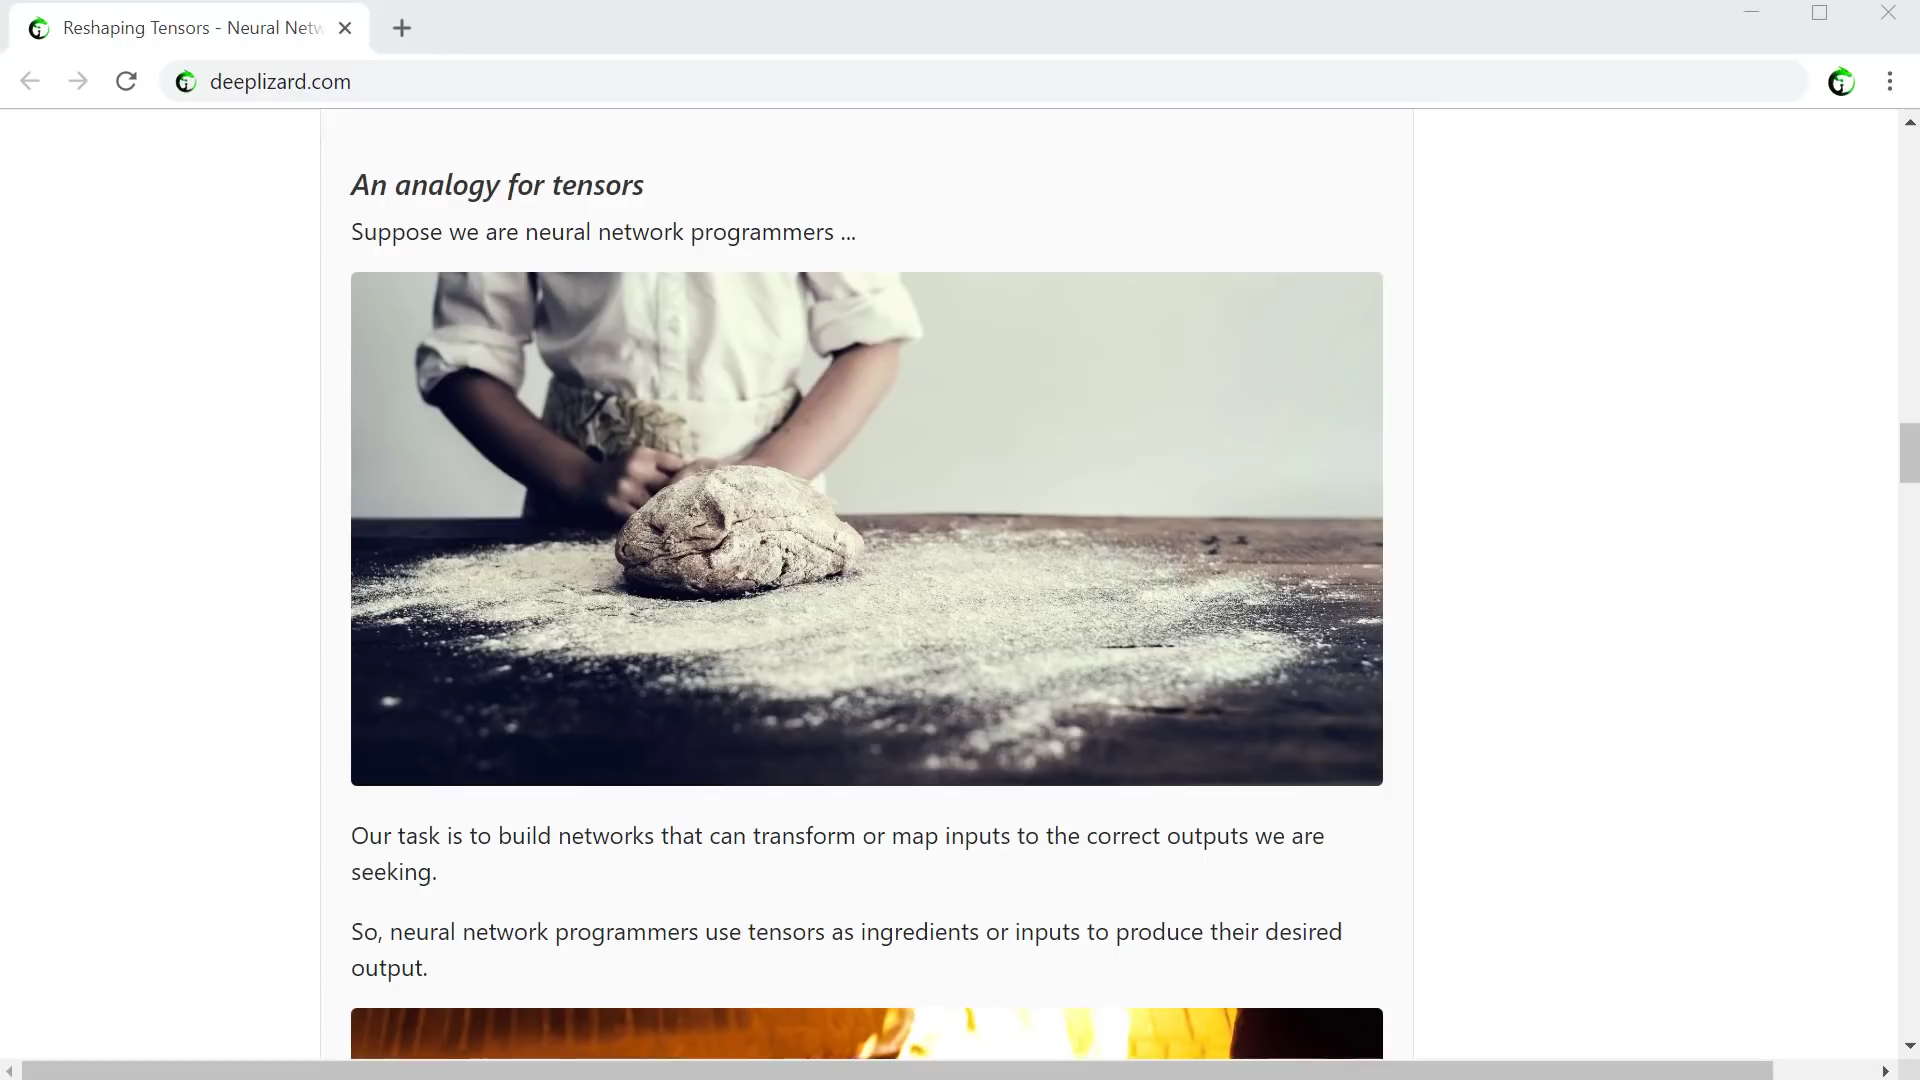 Reshaping Tensors - Neural Netw
deeplizard.com
An analogy for tensors
Suppose we are neural network programmers ...
Our task is to build networks that can transform or map inputs to the correct outputs we are
seeking.
So, neural network programmers use tensors as ingredients or inputs to produce their desired
output.